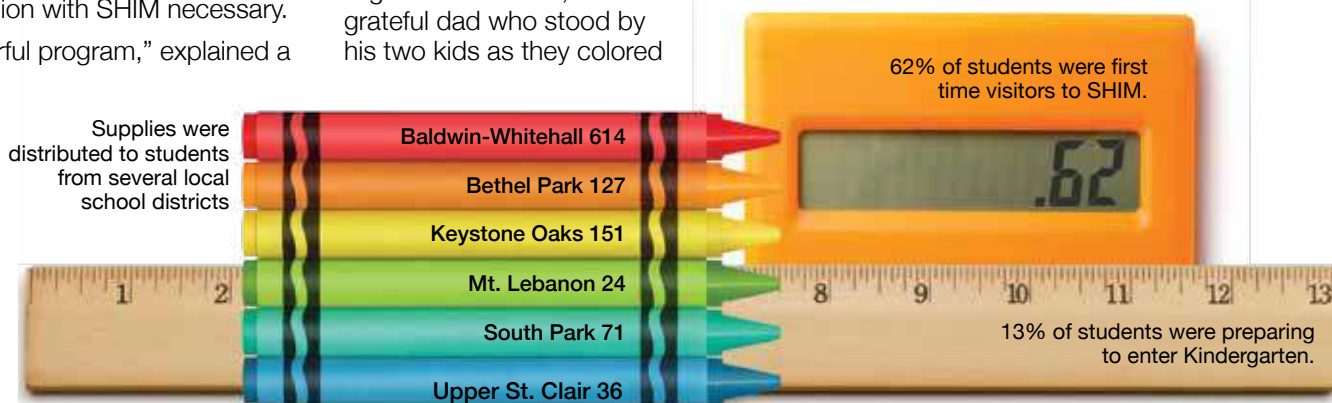 ion with SHIM necessary.
rful program,” explained a
grateful dad who stood by
his two kids as they colored
Supplies were
distributed to students
from several local
school districts
Baldwin-Whitehall 614
Bethel Park 127
Keystone Oaks 151
Mt. Lebanon 24
South Park 71
Upper St. Clair 36
62% of students were first
time visitors to SHIM.
.62
1 2 8 9 10 11 12 13
13% of students were preparing
to enter Kindergarten.